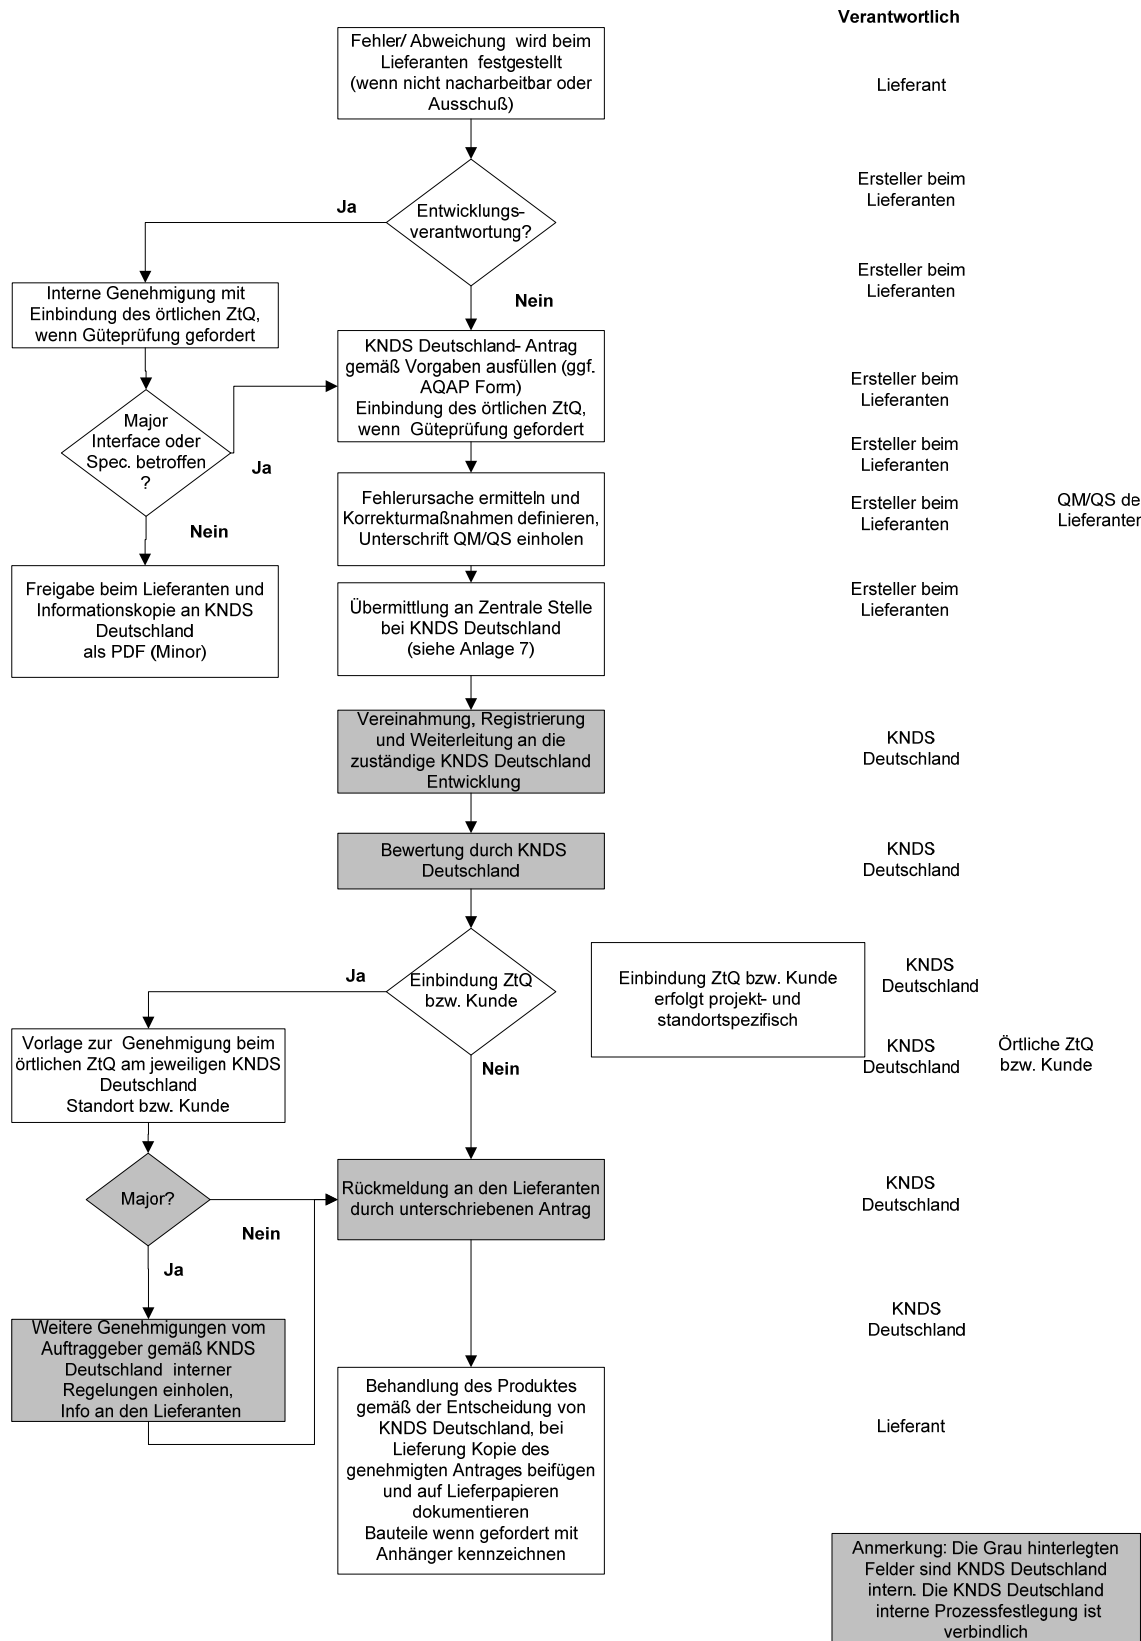 Verantwortlich
Fehler/ Abweichung wird beim
Lieferanten festgestellt
(wenn nicht nacharbeitbar oder
Ausschuß)
Lieferant
Entwicklungs-
verantwortung?
Ja
Nein
Ersteller beim
Lieferanten
Interne Genehmigung mit
Einbindung des örtlichen ZtQ,
wenn Güteprüfung gefordert
Ersteller beim
Lieferanten
KNDS Deutschland- Antrag
gemäß Vorgaben ausfüllen (ggf.
AQAP Form)
Einbindung des örtlichen ZtQ,
wenn Güteprüfung gefordert
Ersteller beim
Lieferanten
Major
Interface oder
Spec. betroffen
?
Ja
Nein
Ersteller beim
Lieferanten
Fehlerursache ermitteln und
Korrekturmaßnahmen definieren,
Unterschrift QM/QS einholen
Ersteller beim
Lieferanten
QM/QS de
Lieferanter
Freigabe beim Lieferanten und
Informationskopie an KNDS
Deutschland
als PDF (Minor)
Übermittlung an Zentrale Stelle
bei KNDS Deutschland
(siehe Anlage 7)
Ersteller beim
Lieferanten
Vereinahmung, Registrierung
und Weiterleitung an die
zuständige KNDS Deutschland
Entwicklung
KNDS
Deutschland
Bewertung durch KNDS
Deutschland
KNDS
Deutschland
Einbindung ZtQ
bzw. Kunde
Ja
Nein
Einbindung ZtQ bzw. Kunde
erfolgt projekt- und
standortspezifisch
KNDS
Deutschland
Vorlage zur Genehmigung beim
örtlichen ZtQ am jeweiligen KNDS
Deutschland
Standort bzw. Kunde
KNDS
Deutschland
Örtliche ZtQ
bzw. Kunde
Major?
Nein
Ja
Rückmeldung an den Lieferanten
durch unterschriebenen Antrag
KNDS
Deutschland
Weitere Genehmigungen vom
Auftraggeber gemäß KNDS
Deutschland interner
Regelungen einholen,
Info an den Lieferanten
KNDS
Deutschland
Behandlung des Produktes
gemäß der Entscheidung von
KNDS Deutschland, bei
Lieferung Kopie des
genehmigten Antrages beifügen
und auf Lieferpapieren
dokumentieren
Bauteile wenn gefordert mit
Anhänger kennzeichnen
Lieferant
Anmerkung: Die Grau hinterlegten
Felder sind KNDS Deutschland
intern. Die KNDS Deutschland
interne Prozessfestlegung ist
verbindlich